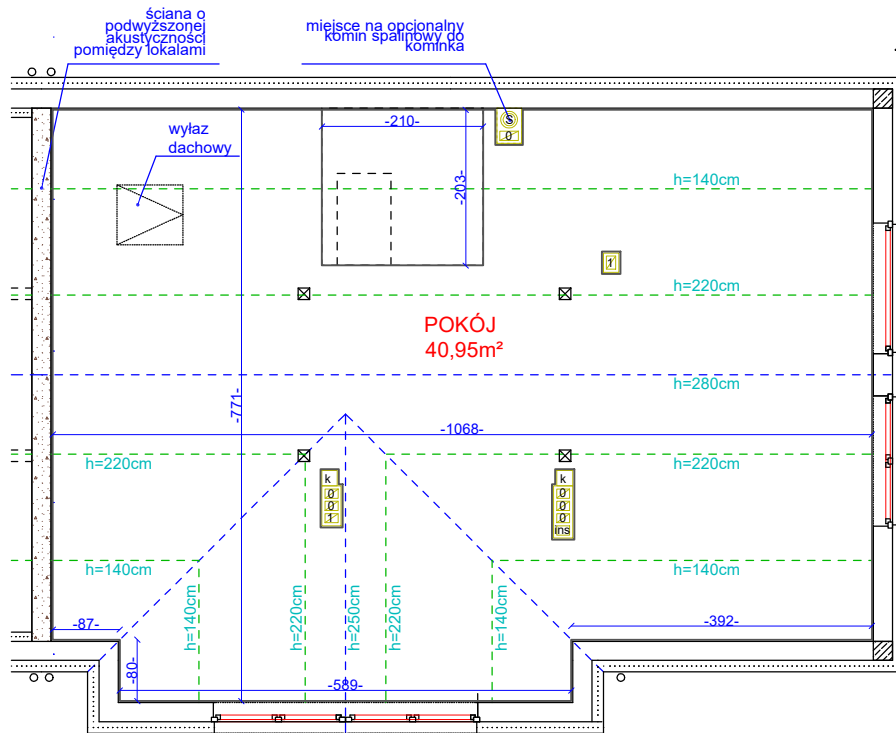 ściana o
podwyższonej
akustyczności
pomiędzy lokalami
miejsce na opcjonalny
komin spalinowy do
kominka
wyłaz
dachowy
-210-
S
0
-203-
h=140cm
1
h=220cm
POKÓJ
40,95m²
h=280cm
-771-
-1068-
h=220cm
h=220cm
k
0
0
1
k
0
0
0
ins
h=140cm
h=140cm
h=140cm
h=220cm
h=250cm
h=220cm
h=140cm
-87-
-392-
-80-
-589-